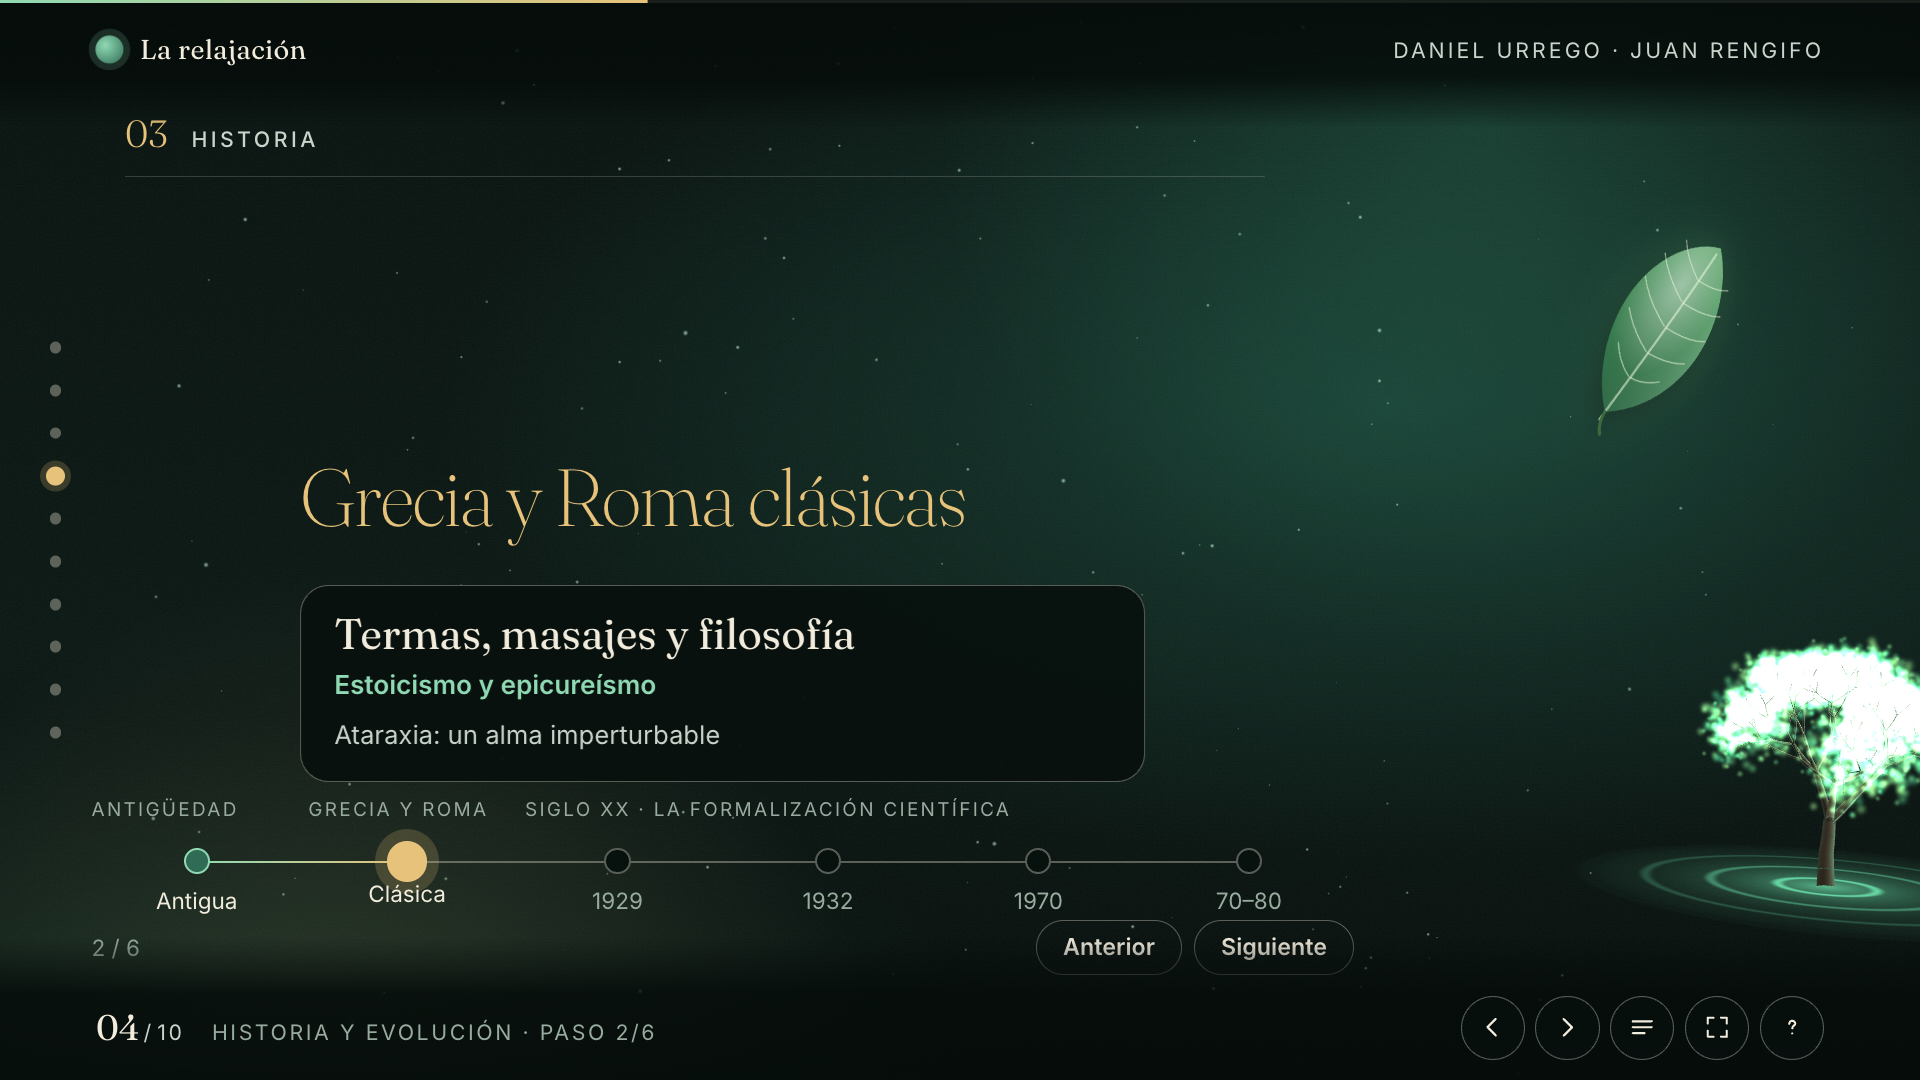 La relajación
DANIEL URREGO · JUAN RENGIFO
03 HISTORIA
Grecia y Roma clásicas
Termas, masajes y filosofía
Estoicismo y epicureísmo
Ataraxia: un alma imperturbable
ANTIGÜEDAD GRECIA Y ROMA SIGLO XX · LA FORMALIZACIÓN CIENTÍFICA
Antigua Clásica 1929 1932 1970 70–80
2 / 6
Anterior Siguiente
04 / 10 HISTORIA Y EVOLUCIÓN · PASO 2/6
?